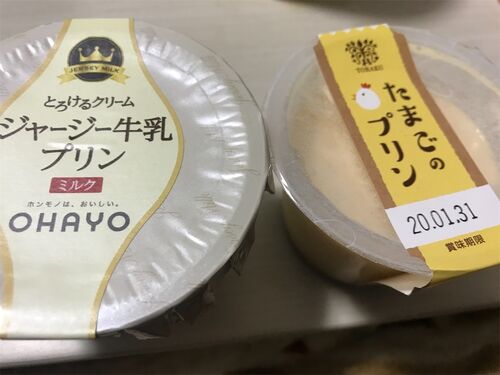 JERSEY MILK
とろけるクリーム
ジャージー牛乳
プリン
ミルク
ホンモノは、おいしい。
OHAYO
TORAKU
たまごの
プリン
20.01.31
賞味期限